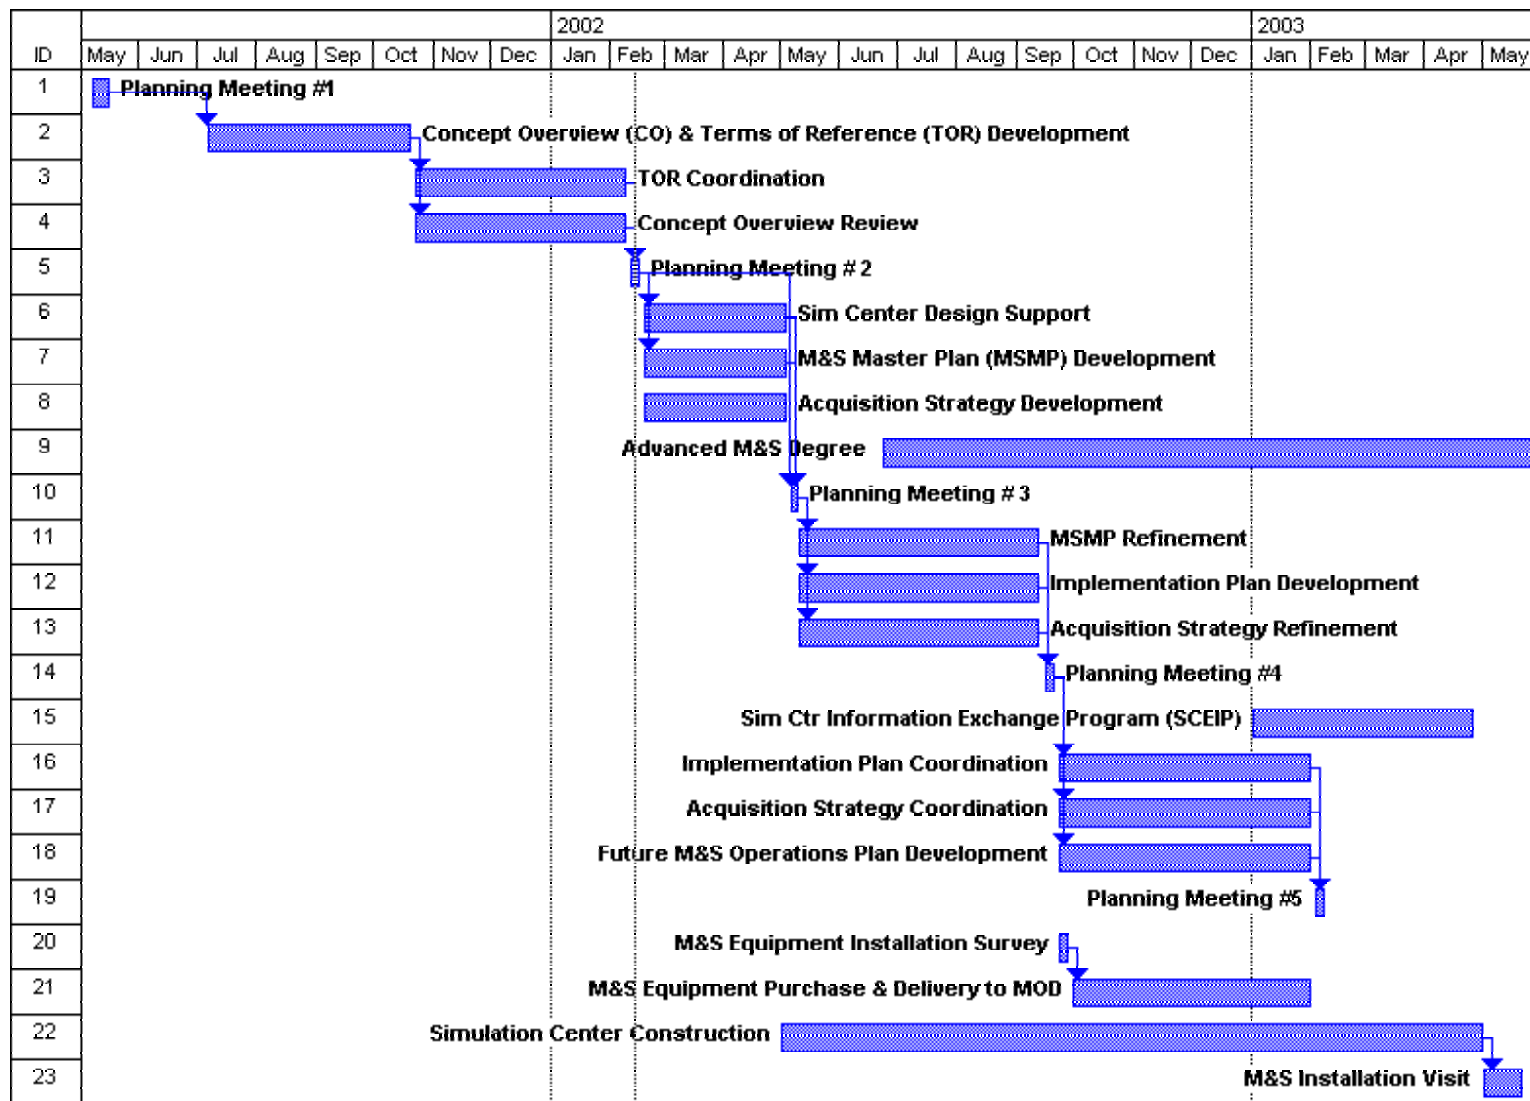 2002 2003
ID May Jun Jul Aug Sep Oct Nov Dec Jan Feb Mar Apr May Jun Jul Aug Sep Oct Nov Dec Jan Feb Mar Apr May
1 Planning Meeting #1
2 Concept Overview (CO) & Terms of Reference (TOR) Development
3 TOR Coordination
4 Concept Overview Review
5 Planning Meeting # 2
6 Sim Center Design Support
7 M&S Master Plan (MSMP) Development
8 Acquisition Strategy Development
9 Advanced M&S Degree
10 Planning Meeting # 3
11 MSMP Refinement
12 Implementation Plan Development
13 Acquisition Strategy Refinement
14 Planning Meeting #4
15 Sim Ctr Information Exchange Program (SCEIP)
16 Implementation Plan Coordination
17 Acquisition Strategy Coordination
18 Future M&S Operations Plan Development
19 Planning Meeting #5
20 M&S Equipment Installation Survey
21 M&S Equipment Purchase & Delivery to MOD
22 Simulation Center Construction
23 M&S Installation Visit